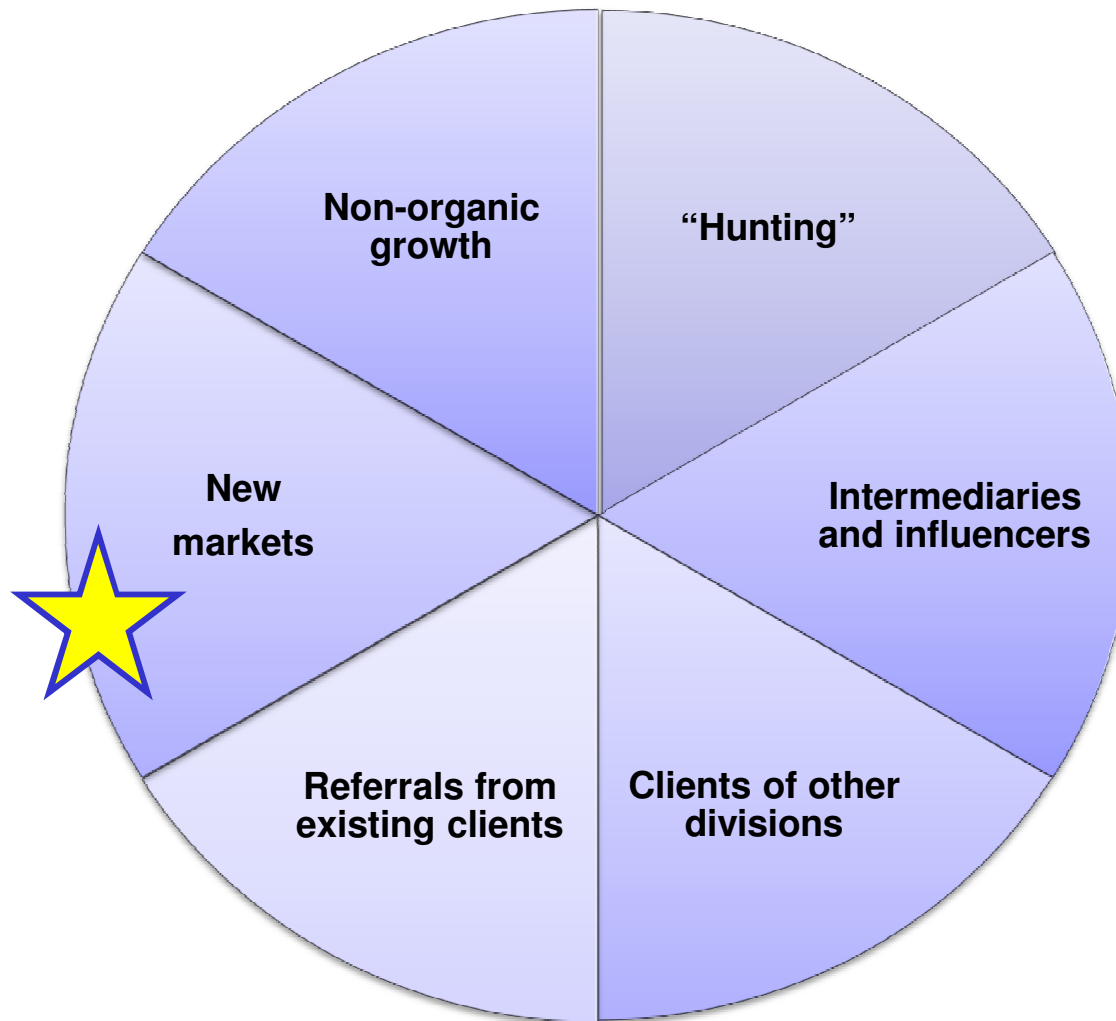 Non-organic
growth
“Hunting”
New
markets
Intermediaries
and influencers
Referrals from
existing clients
Clients of other
divisions